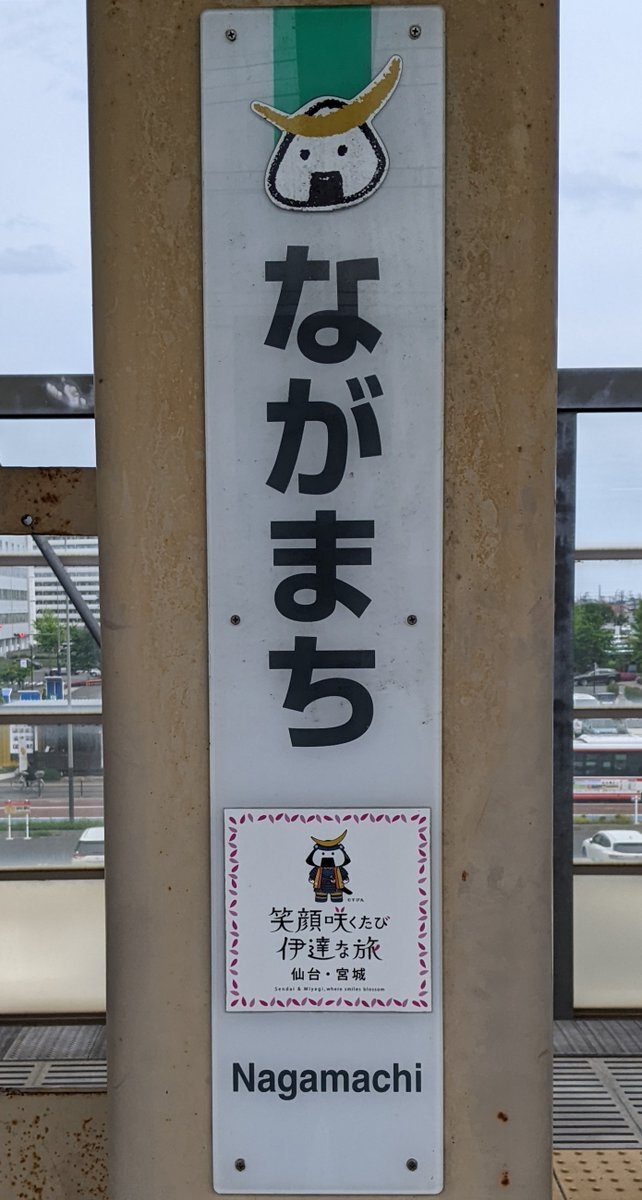 ながまち
むすび丸
笑顔咲くたび
伊達な旅
仙台・宮城
Sendai & Miyagi, where smiles blossom
Nagamachi